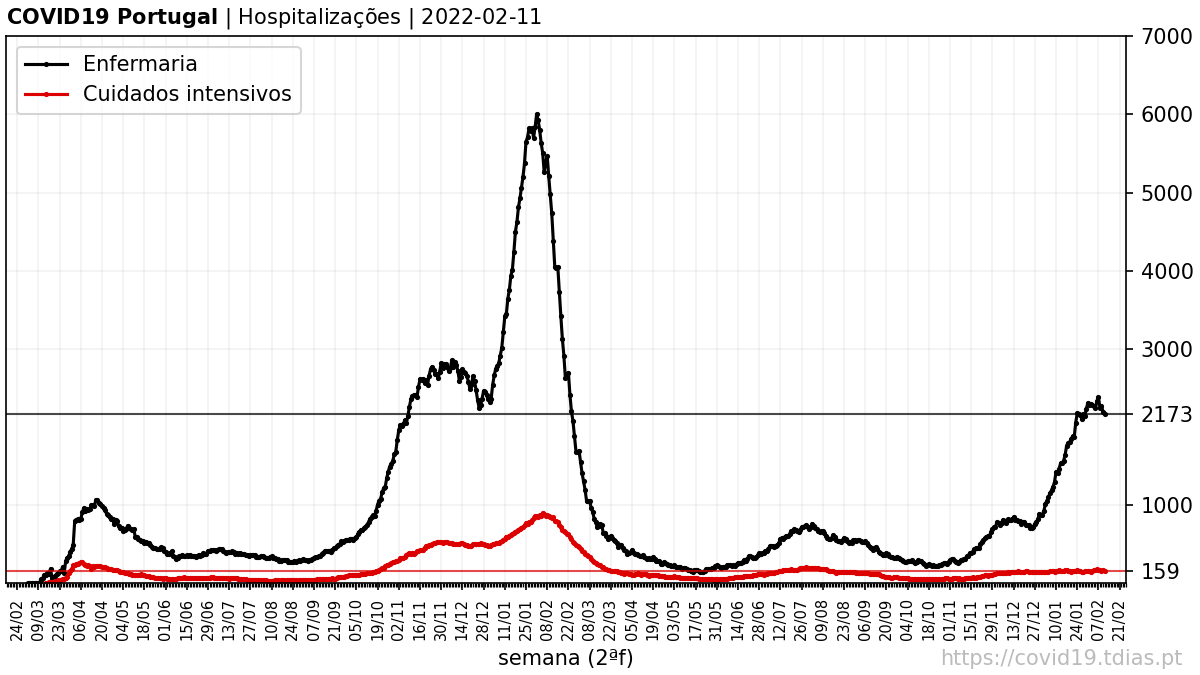 COVID19 Portugal | Hospitalizações | 2022-02-11
Enfermaria
Cuidados intensivos
7000
6000
5000
4000
3000
2173
1000
159
24/02 09/03 23/03 06/04 20/04 04/05 18/05 01/06 15/06 29/06 13/07 27/07 10/08 24/08 07/09 21/09 05/10 19/10 02/11 16/11 30/11 14/12 28/12 11/01 25/01 08/02 22/02 08/03 22/03 05/04 19/04 03/05 17/05 31/05 14/06 28/06 12/07 26/07 09/08 23/08 06/09 20/09 04/10 18/10 01/11 15/11 29/11 13/12 27/12 10/01 24/01 07/02 21/02
semana (2ªf)
https://covid19.tdias.pt